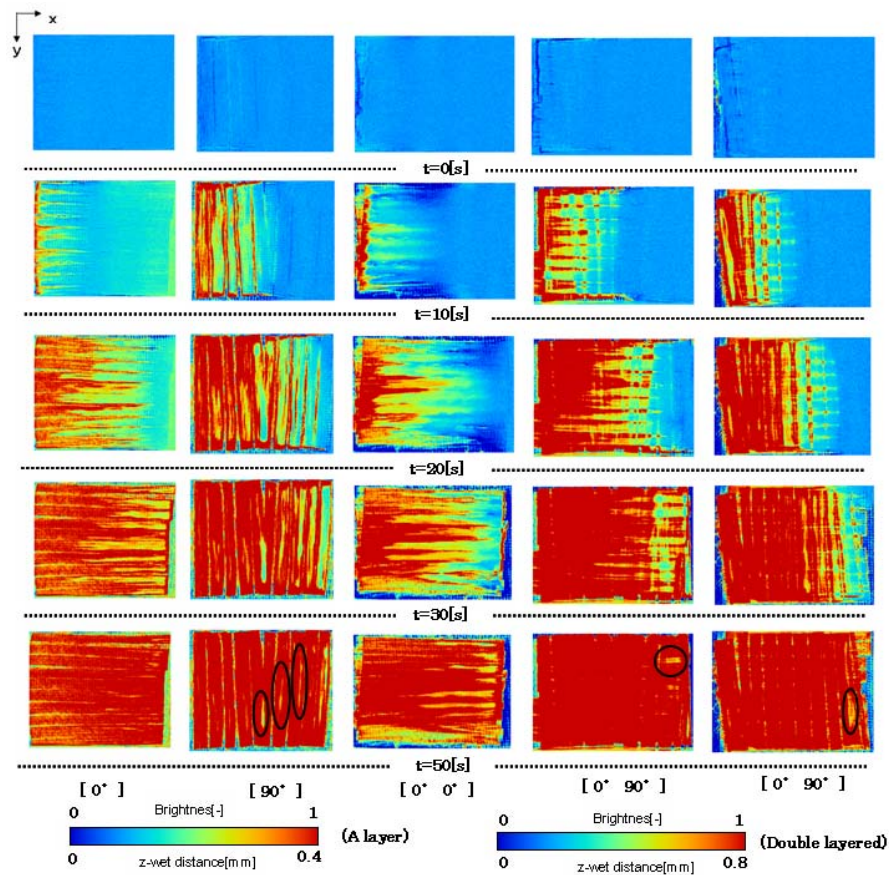 x
y
t=0[s]
t=10[s]
t=20[s]
t=30[s]
t=50[s]
[ 0° ] [ 90° ] [ 0° 0° ] [ 0° 90° ] [ 0° 90° ]
0 Brightnes[-] 1 (A layer)
0 z-wet distance[mm] 0.4
0 Brightnes[-] 1 (Double layered)
0 z-wet distance[mm] 0.8